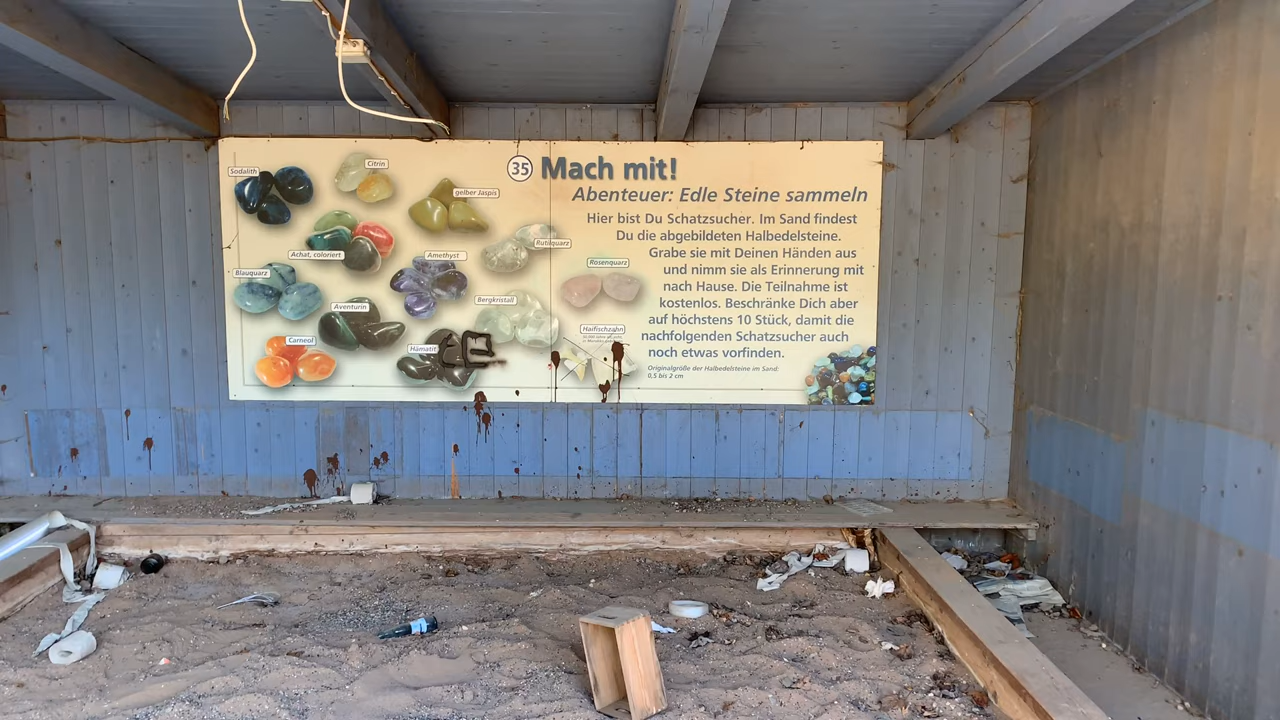 35 Mach mit!
Abenteuer: Edle Steine sammeln
Hier bist Du Schatzsucher. Im Sand findest
Du die abgebildeten Halbedelsteine.
Grabe sie mit Deinen Händen aus
und nimm sie als Erinnerung mit
nach Hause. Die Teilnahme ist
kostenlos. Beschränke Dich aber
auf höchstens 10 Stück, damit die
nachfolgenden Schatzsucher auch
noch etwas vorfinden.
Originalgröße der Halbedelsteine im Sand:
0,5 bis 2 cm
Sodalith
Citrin
gelber Jaspis
Achat, coloriert
Rutilquarz
Blauquarz
Amethyst
Rosenquarz
Aventurin
Bergkristall
Carneol
Hämatit
Haifischzahn